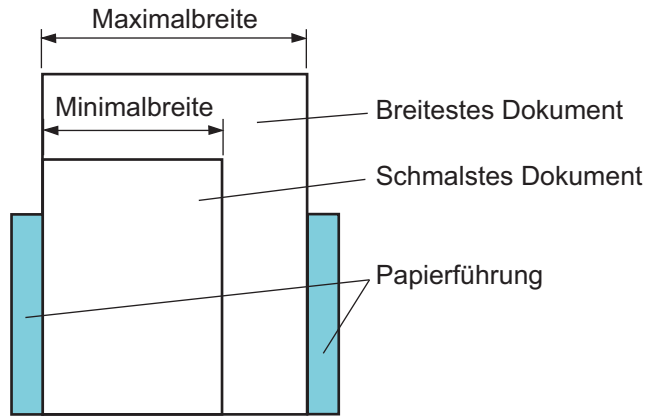 Maximalbreite
Minimalbreite
Breitestes Dokument
Schmalstes Dokument
Papierführung